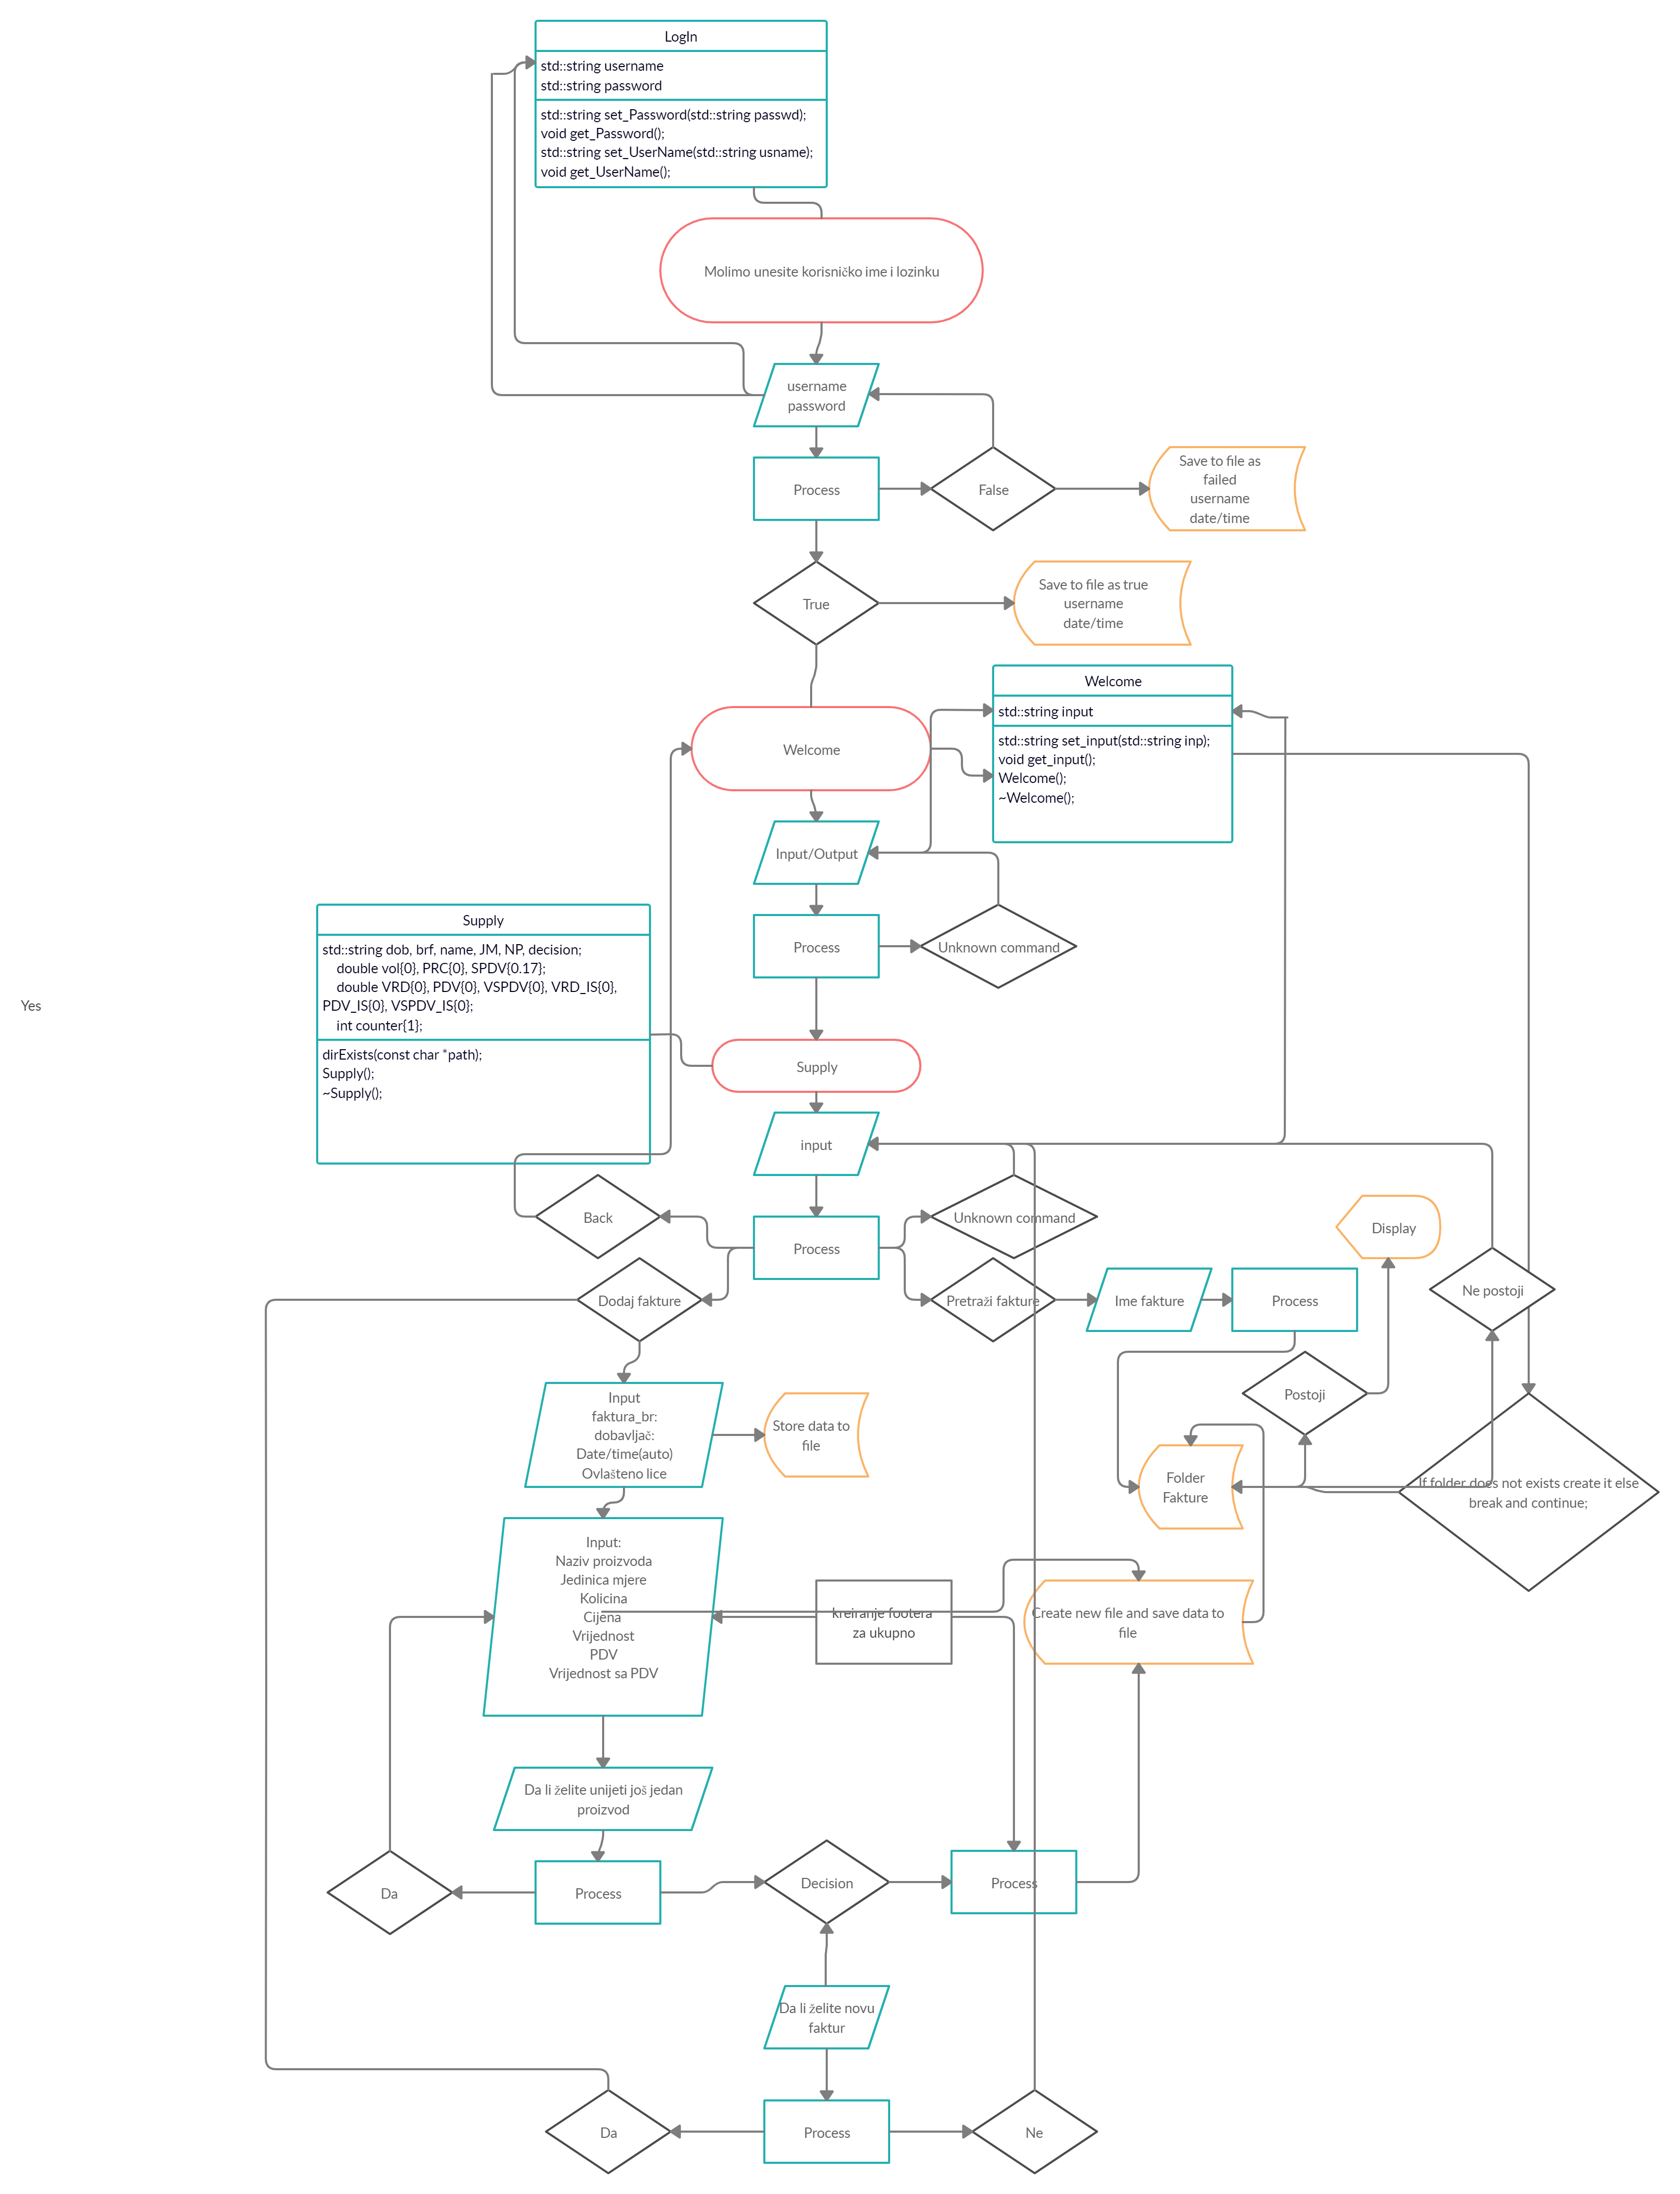 LogIn
std::string username
std::string password
std::string set_Password(std::string passwd);
void get_Password();
std::string set_UserName(std::string usname);
void get_UserName();
Molimo unesite korisničko ime i lozinku
username
password
Process
False
Save to file as
failed
username
date/time
True
Save to file as true
username
date/time
Welcome
std::string input
std::string set_input(std::string inp);
void get_input();
Welcome();
~Welcome();
Welcome
Input/Output
Process
Unknown command
Supply
std::string dob, brf, name, JM, NP, decision;
double vol{0}, PRC{0}, SPDV{0.17};
double VRD{0}, PDV{0}, VSPDV{0}, VRD_IS{0},
PDV_IS{0}, VSPDV_IS{0};
int counter{1};
dirExists(const char *path);
Supply();
~Supply();
Yes
Supply
input
Back
Process
Unknown command
Display
Dodaj fakture
Pretraži fakture
Ime fakture
Process
Ne postoji
Postoji
Input
faktura_br:
dobavljač:
Date/time(auto)
Ovlašteno lice
Store data to
file
Folder
Fakture
If folder does not exists create it else
break and continue;
Input:
Naziv proizvoda
Jedinica mjere
Kolicina
Cijena
Vrijednost
PDV
Vrijednost sa PDV
kreiranje footera
za ukupno
Create new file and save data to
file
Da li želite unijeti još jedan
proizvod
Da
Process
Decision
Process
Da li želite novu
faktur
Da
Process
Ne